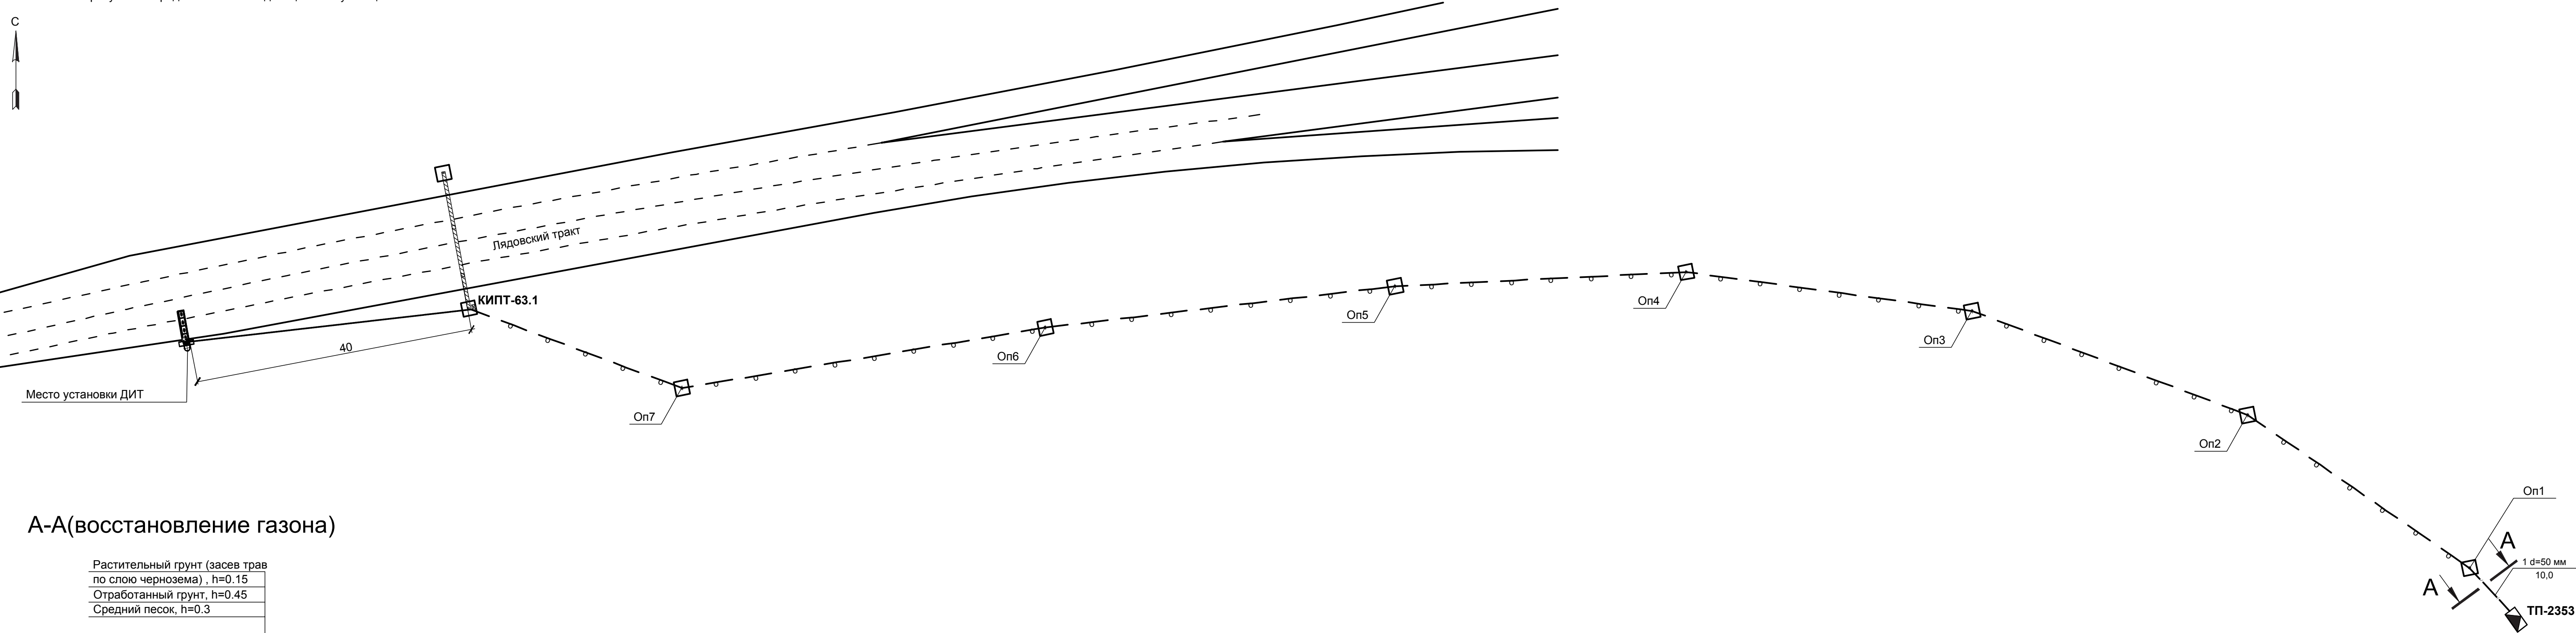 С
Лядовский тракт
КИПТ-63.1
40
Место установки ДИТ
Оп7
Оп6
Оп5
Оп4
Оп3
Оп2
Оп1
А
А
1 d=50 мм
10,0
ТП-2353
А-А(восстановление газона)
Растительный грунт (засев трав
по слою чернозема) , h=0.15
Отработанный грунт, h=0.45
Средний песок, h=0.3